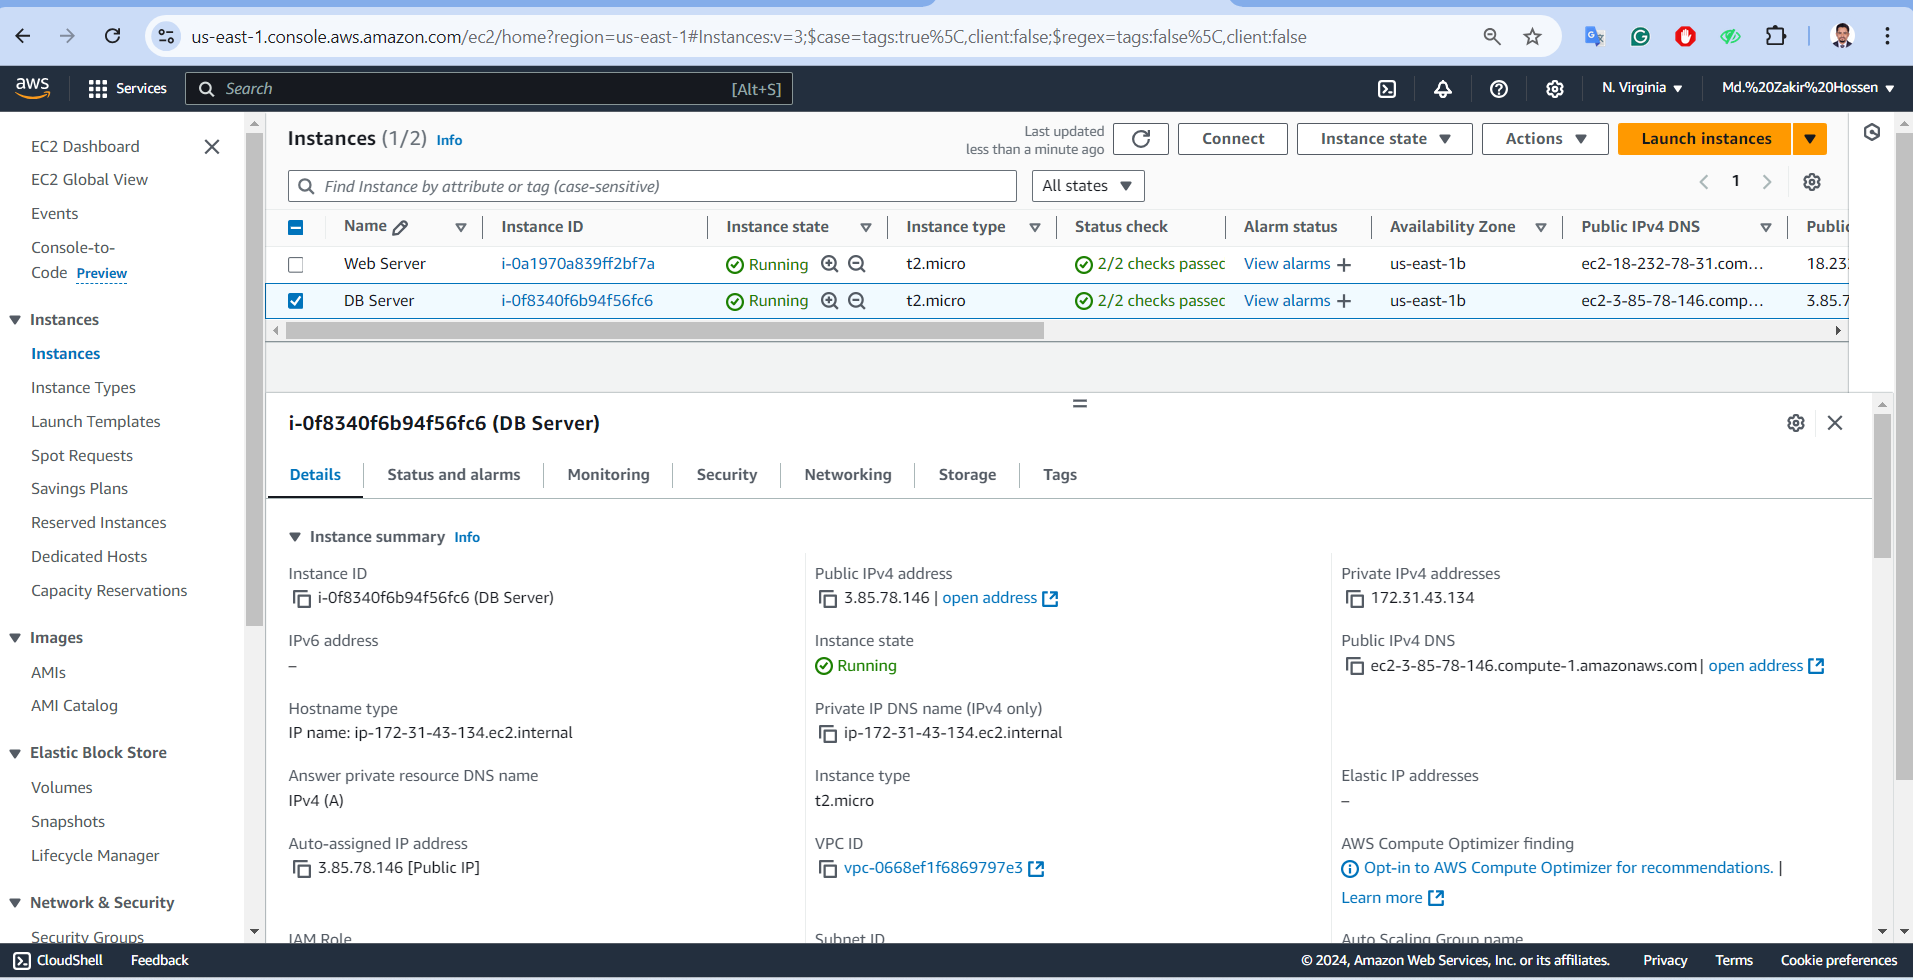 us-east-1.console.aws.amazon.com/ec2/home?region=us-east-1#Instances:v=3;$case=tags:true%5C,client:false;$regex=tags:false%5C,client:false
aws Services Search [Alt+S] N. Virginia Md.%20Zakir%20Hossen
EC2 Dashboard
EC2 Global View
Events
Console-to-
Code Preview
Instances
Instances
Instance Types
Launch Templates
Spot Requests
Savings Plans
Reserved Instances
Dedicated Hosts
Capacity Reservations
Images
AMIs
AMI Catalog
Elastic Block Store
Volumes
Snapshots
Lifecycle Manager
Network & Security
Security Groups
Instances (1/2) Info
Last updated
less than a minute ago
Connect Instance state Actions Launch instances
Find Instance by attribute or tag (case-sensitive) All states 1
Name Instance ID Instance state Instance type Status check Alarm status Availability Zone Public IPv4 DNS Public
Web Server i-0a1970a839ff2bf7a Running t2.micro 2/2 checks passed View alarms us-east-1b ec2-18-232-78-31.com... 18.23
DB Server i-0f8340f6b94f56fc6 Running t2.micro 2/2 checks passed View alarms us-east-1b ec2-3-85-78-146.comp... 3.85.7
i-0f8340f6b94f56fc6 (DB Server)
Details Status and alarms Monitoring Security Networking Storage Tags
Instance summary Info
Instance ID
i-0f8340f6b94f56fc6 (DB Server)
Public IPv4 address
3.85.78.146 | open address
Private IPv4 addresses
172.31.43.134
IPv6 address
–
Instance state
Running
Public IPv4 DNS
ec2-3-85-78-146.compute-1.amazonaws.com | open address
Hostname type
IP name: ip-172-31-43-134.ec2.internal
Private IP DNS name (IPv4 only)
ip-172-31-43-134.ec2.internal
Answer private resource DNS name
IPv4 (A)
Instance type
t2.micro
Elastic IP addresses
–
Auto-assigned IP address
3.85.78.146 [Public IP]
VPC ID
vpc-0668ef1f6869797e3
AWS Compute Optimizer finding
Opt-in to AWS Compute Optimizer for recommendations. |
Learn more
IAM Role
Subnet ID
Auto Scaling Group name
CloudShell Feedback © 2024, Amazon Web Services, Inc. or its affiliates. Privacy Terms Cookie preferences